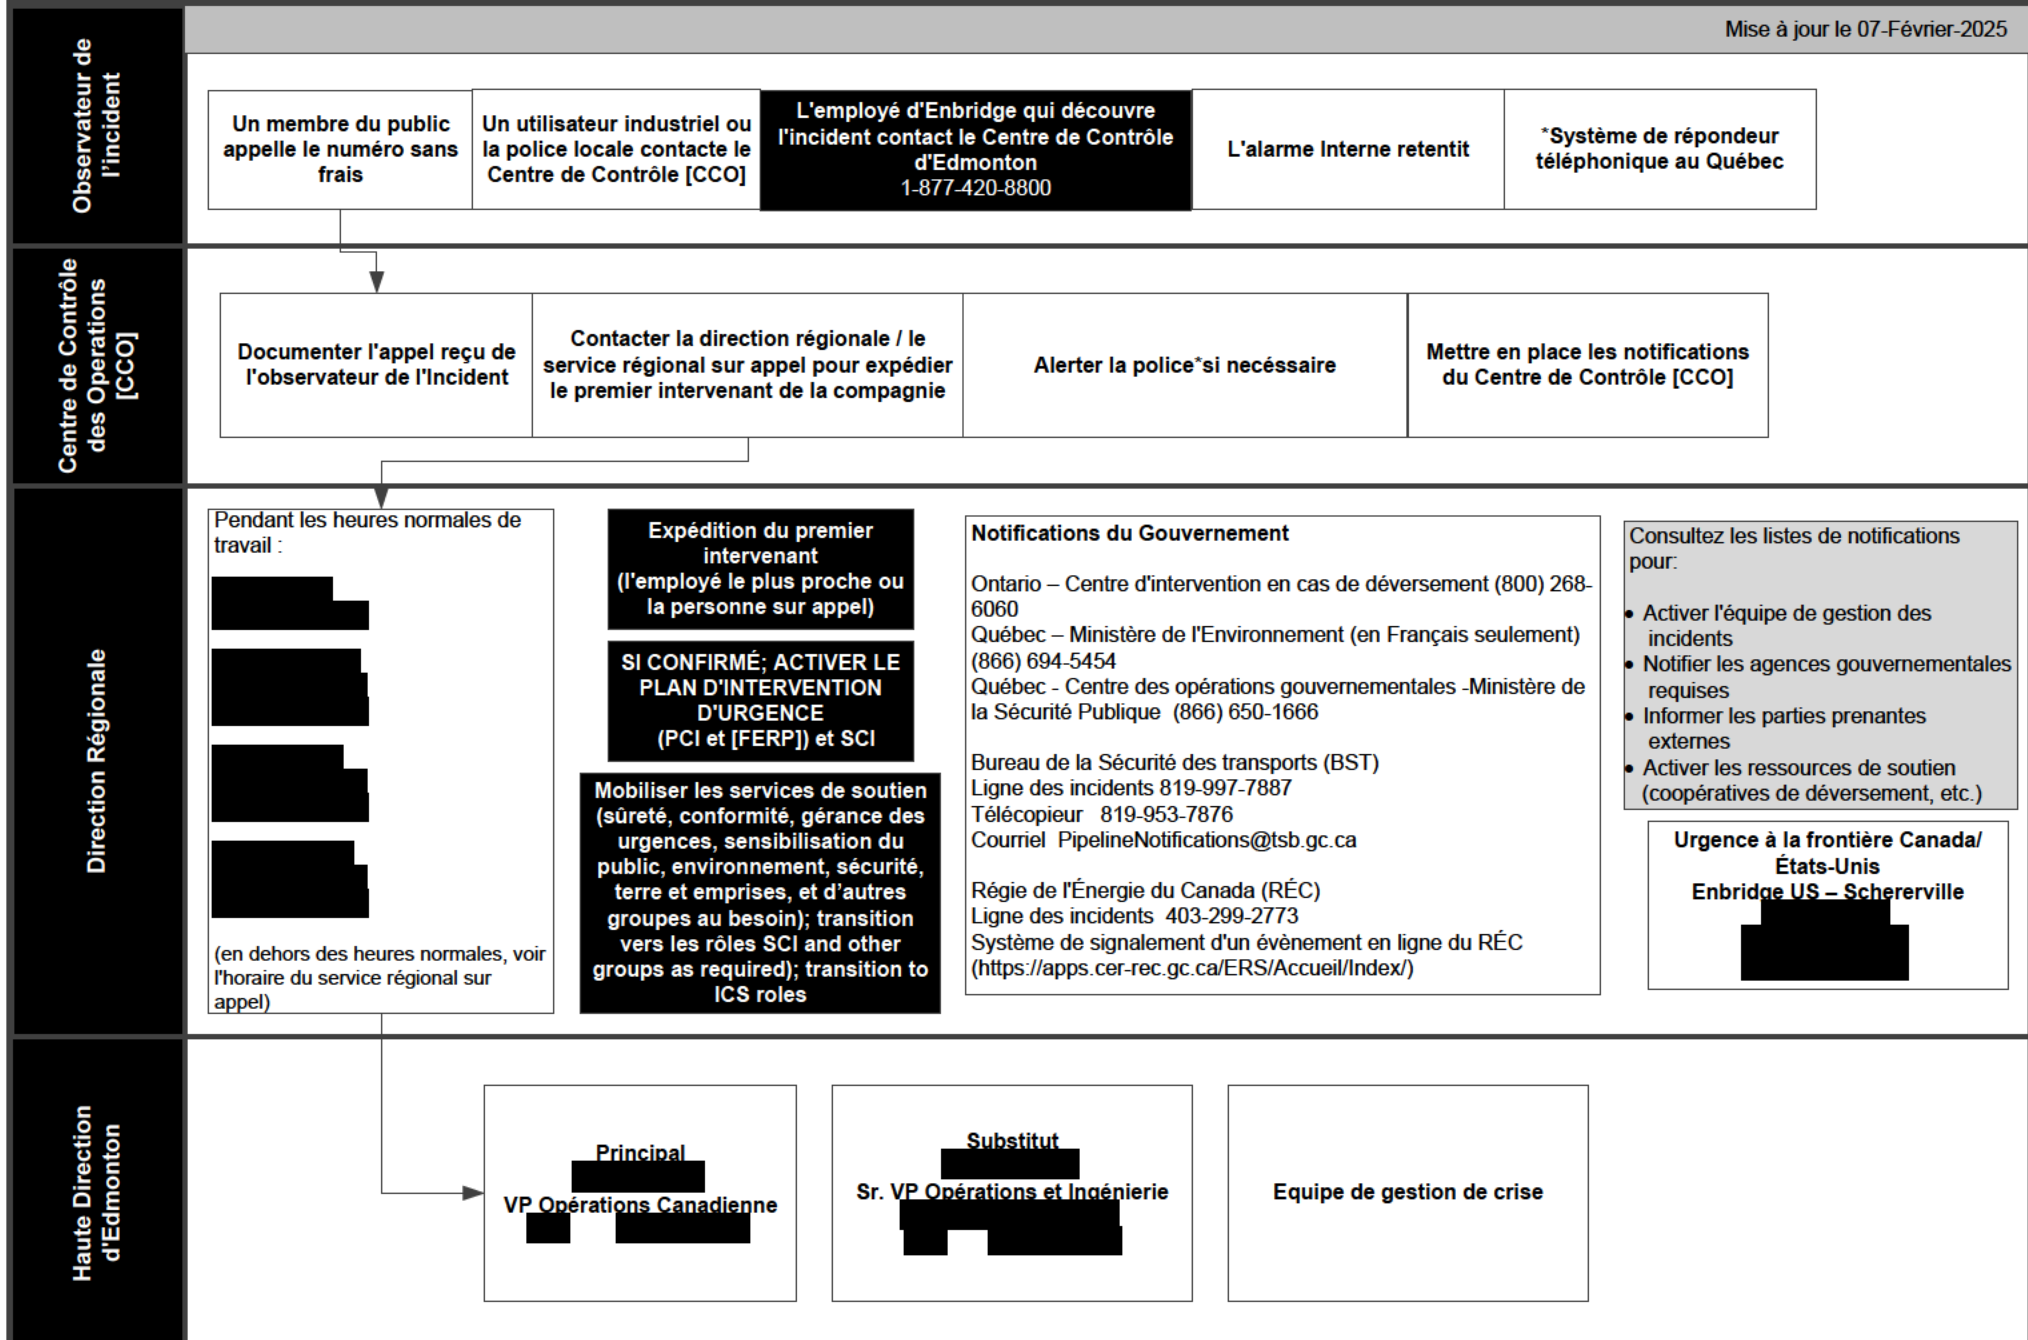 Mise à jour le 07-Février-2025
Observateur de
l'incident
Un membre du public
appelle le numéro sans
frais
Un utilisateur industriel ou
la police locale contacte le
Centre de Contrôle [CCO]
L'employé d'Enbridge qui découvre
l'incident contact le Centre de Contrôle
d'Edmonton
1-877-420-8800
L'alarme Interne retentit
*Système de répondeur
téléphonique au Québec
Centre de Contrôle
des Operations
[CCO]
Documenter l'appel reçu de
l'observateur de l'Incident
Contacter la direction régionale / le
service régional sur appel pour expédier
le premier intervenant de la compagnie
Alerter la police*si necéssaire
Mettre en place les notifications
du Centre de Contrôle [CCO]
Direction Régionale
Pendant les heures normales de
travail :
(en dehors des heures normales, voir
l'horaire du service régional sur
appel)
Expédition du premier
intervenant
(l'employé le plus proche ou
la personne sur appel)
SI CONFIRMÉ; ACTIVER LE
PLAN D'INTERVENTION
D'URGENCE
(PCI et [FERP]) et SCI
Mobiliser les services de soutien
(sûreté, conformité, gérance des
urgences, sensibilisation du
public, environnement, sécurité,
terre et emprises, et d'autres
groupes au besoin); transition
vers les rôles SCI and other
groups as required); transition to
ICS roles
Notifications du Gouvernement
Ontario – Centre d'intervention en cas de déversement (800) 268-
6060
Québec – Ministère de l'Environnement (en Français seulement)
(866) 694-5454
Québec - Centre des opérations gouvernementales -Ministère de
la Sécurité Publique (866) 650-1666
Bureau de la Sécurité des transports (BST)
Ligne des incidents 819-997-7887
Télécopieur 819-953-7876
Courriel PipelineNotifications@tsb.gc.ca
Régie de l'Énergie du Canada (RÉC)
Ligne des incidents 403-299-2773
Système de signalement d'un évènement en ligne du RÉC
(https://apps.cer-rec.gc.ca/ERS/Accueil/Index/)
Consultez les listes de notifications
pour:
• Activer l'équipe de gestion des
incidents
• Notifier les agences gouvernementales
requises
• Informer les parties prenantes
externes
• Activer les ressources de soutien
(coopératives de déversement, etc.)
Urgence à la frontière Canada/
États-Unis
Enbridge US – Schererville
Haute Direction
d'Edmonton
Principal
VP Opérations Canadienne
Substitut
Sr. VP Opérations et Ingénierie
Equipe de gestion de crise